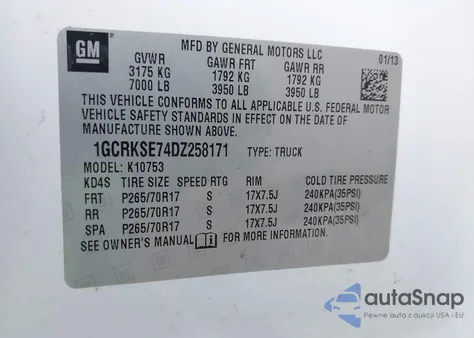 GM
MFD BY GENERAL MOTORS LLC
01/13
GVWR GAWR FRT GAWR RR
3175 KG 1792 KG 1792 KG
7000 LB 3950 LB 3950 LB
THIS VEHICLE CONFORMS TO ALL APPLICABLE U.S. FEDERAL MOTOR
VEHICLE SAFETY STANDARDS IN EFFECT ON THE DATE OF
MANUFACTURE SHOWN ABOVE.
1GCRKSE74DZ258171 TYPE: TRUCK
MODEL: K10753
KD4S TIRE SIZE SPEED RTG RIM COLD TIRE PRESSURE
FRT P265/70R17 S 17X7.5J 240KPA(35PSI)
RR P265/70R17 S 17X7.5J 240KPA(35PSI)
SPA P265/70R17 S 17X7.5J 240KPA(35PSI)
SEE OWNER'S MANUAL FOR MORE INFORMATION.
autoSnap
Pewne auta z aukcji USA i EU